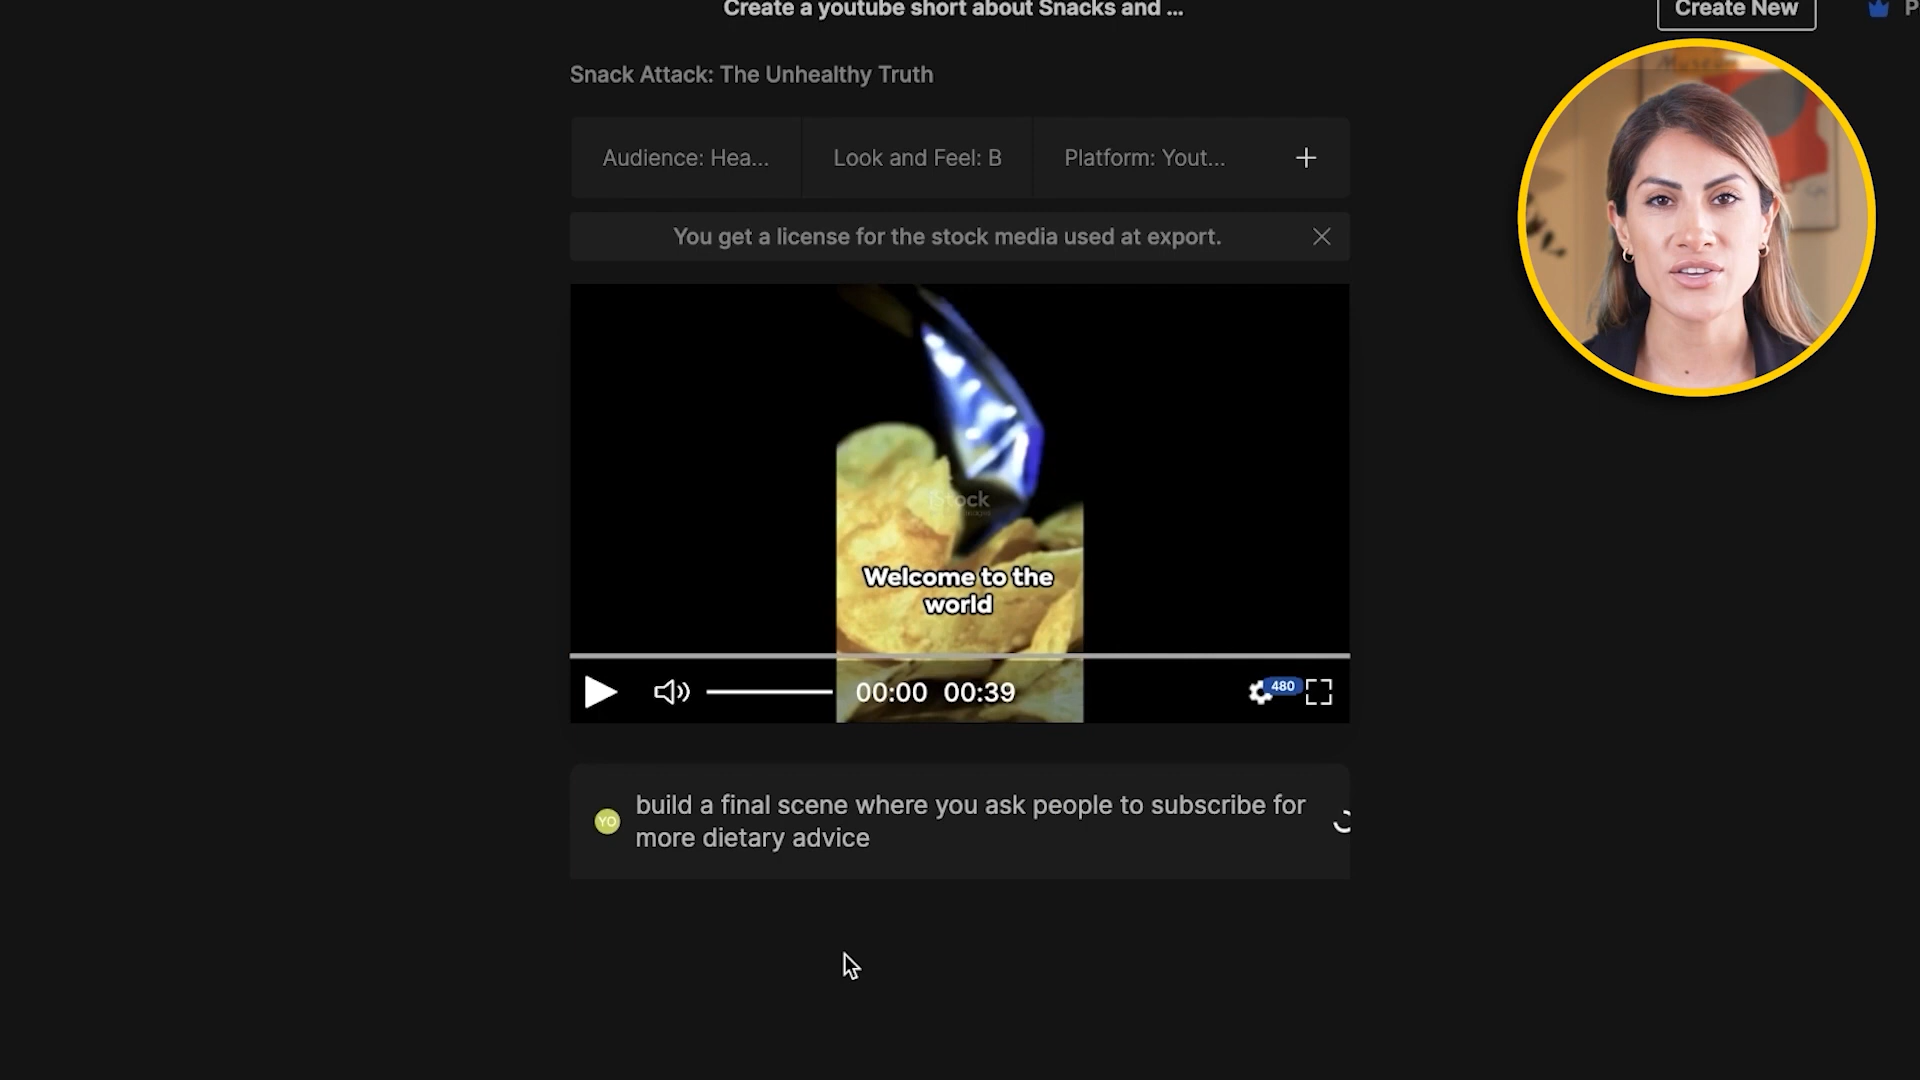 Create a youtube short about Snacks and ...
Create New
P
Snack Attack: The Unhealthy Truth
Audience: Hea...
Look and Feel: B
Platform: Yout...
You get a license for the stock media used at export.
Welcome to the
world
00:00 00:39
480
YO
build a final scene where you ask people to subscribe for
more dietary advice